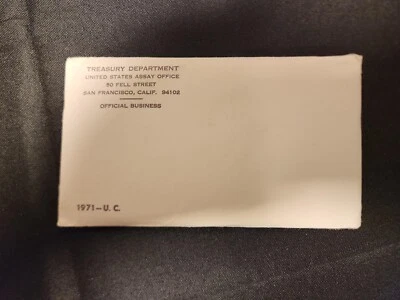 TREASURY DEPARTMENT
UNITED STATES ASSAY OFFICE
50 FELL STREET
SAN FRANCISCO, CALIF. 94102
OFFICIAL BUSINESS
1971—U. C.